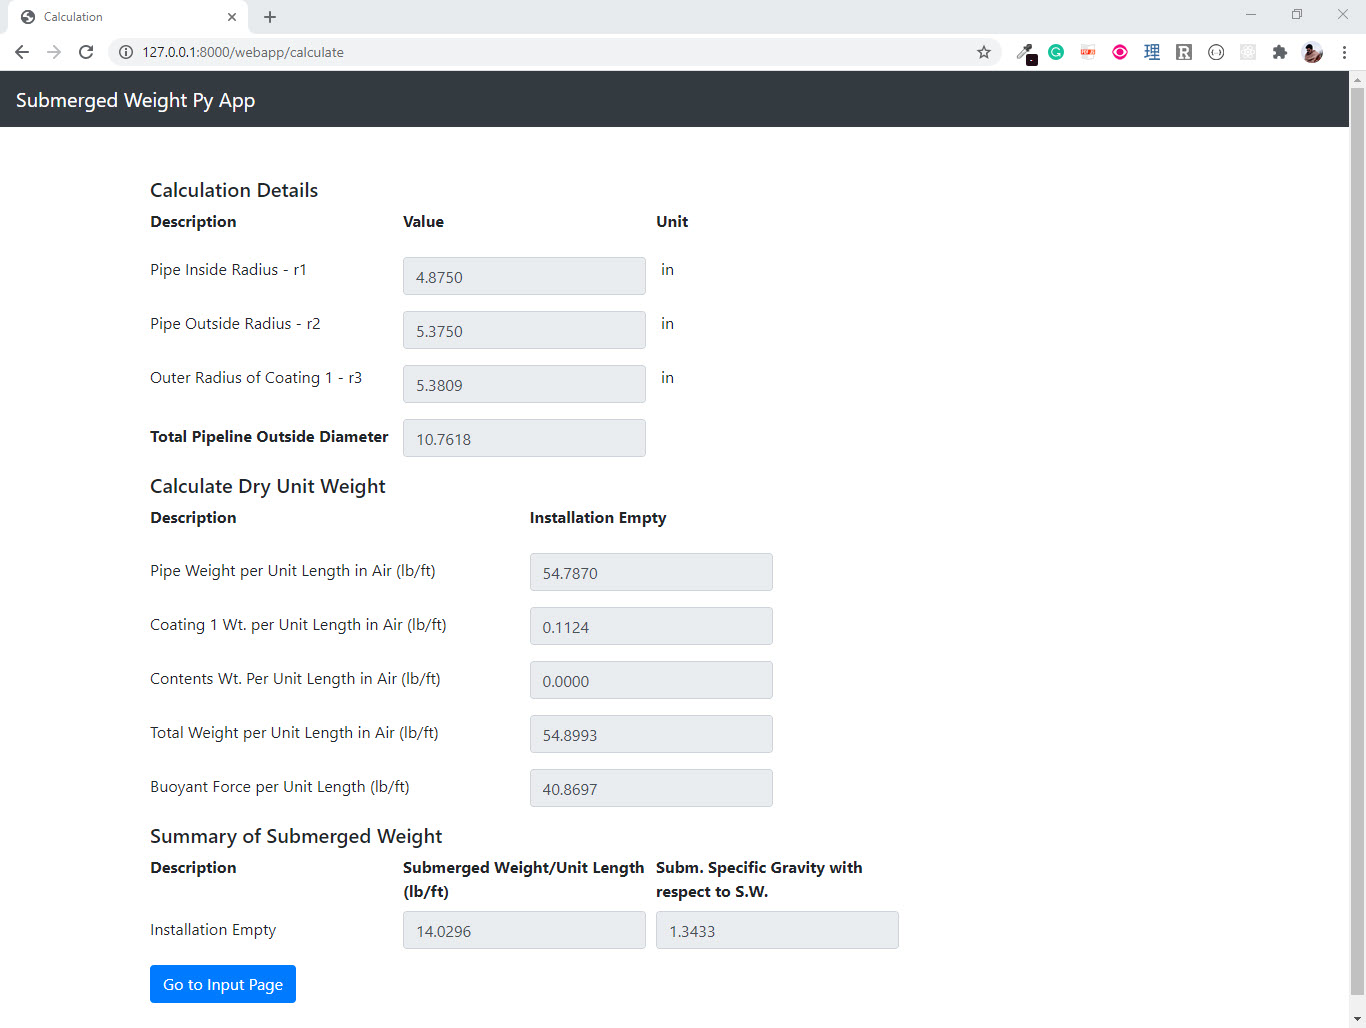 Calculation
127.0.0.1:8000/webapp/calculate
Submerged Weight Py App
Calculation Details
Description Value Unit
Pipe Inside Radius - r1 4.8750 in
Pipe Outside Radius - r2 5.3750 in
Outer Radius of Coating 1 - r3 5.3809 in
Total Pipeline Outside Diameter 10.7618
Calculate Dry Unit Weight
Description Installation Empty
Pipe Weight per Unit Length in Air (lb/ft) 54.7870
Coating 1 Wt. per Unit Length in Air (lb/ft) 0.1124
Contents Wt. Per Unit Length in Air (lb/ft) 0.0000
Total Weight per Unit Length in Air (lb/ft) 54.8993
Buoyant Force per Unit Length (lb/ft) 40.8697
Summary of Submerged Weight
Description Submerged Weight/Unit Length Subm. Specific Gravity with
(lb/ft) respect to S.W.
Installation Empty 14.0296 1.3433
Go to Input Page